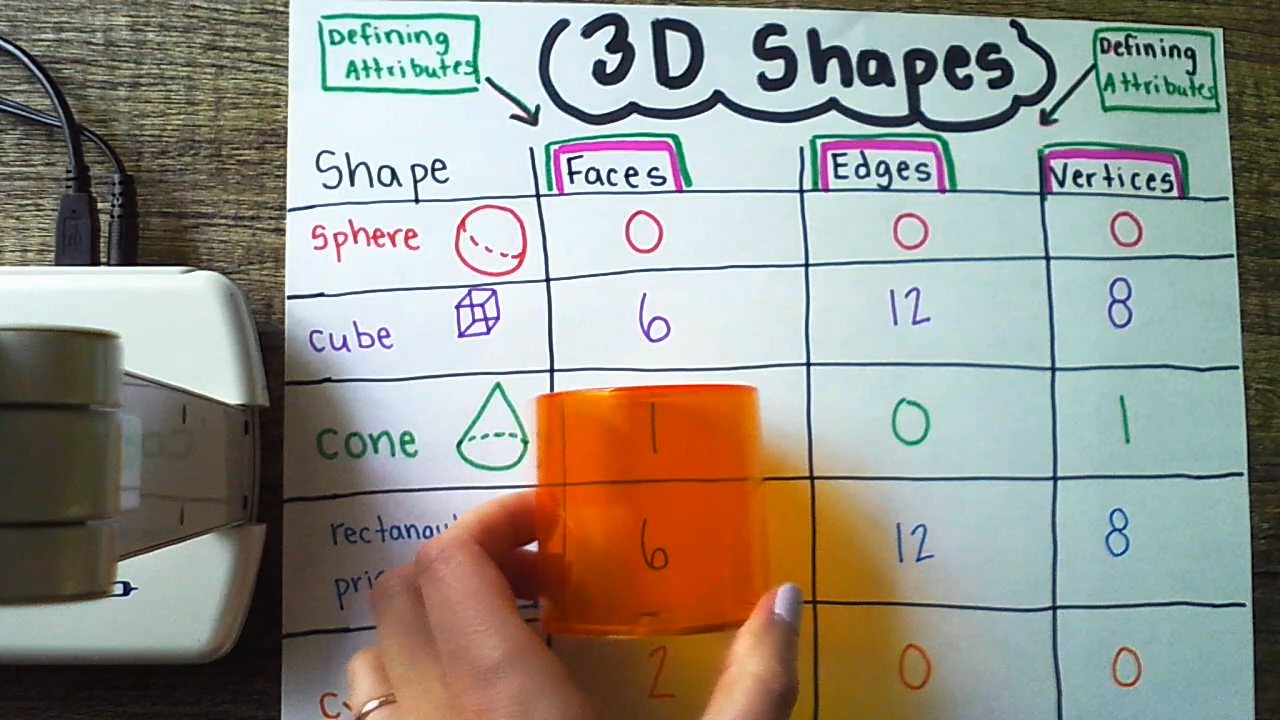 Defining
Attributes
(3D Shapes)
Defining
Attributes
Shape Faces Edges Vertices
Sphere 0 0 0
cube 6 12 8
cone 1 0 1
6 12 8
2 0 0